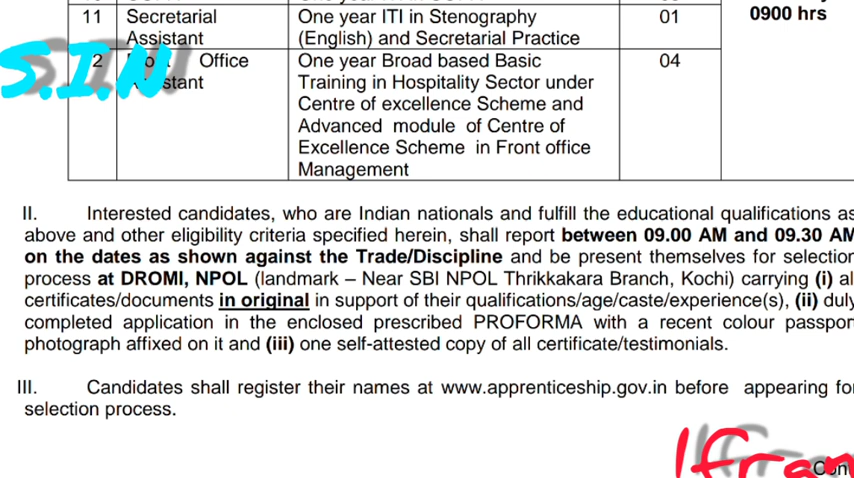 11 Secretarial Assistant One year ITI in Stenography (English) and Secretarial Practice 01 0900 hrs
S.I.N
Office One year Broad based Basic 04
Training in Hospitality Sector under
Centre of excellence Scheme and
Advanced module of Centre of
Excellence Scheme in Front office
Management
II. Interested candidates, who are Indian nationals and fulfill the educational qualifications as
above and other eligibility criteria specified herein, shall report between 09.00 AM and 09.30 AM
on the dates as shown against the Trade/Discipline and be present themselves for selection
process at DROMI, NPOL (landmark – Near SBI NPOL Thrikkakara Branch, Kochi) carrying (i) al
certificates/documents in original in support of their qualifications/age/caste/experience(s), (ii) duly
completed application in the enclosed prescribed PROFORMA with a recent colour passpor
photograph affixed on it and (iii) one self-attested copy of all certificate/testimonials.
III. Candidates shall register their names at www.apprenticeship.gov.in before appearing for
selection process.